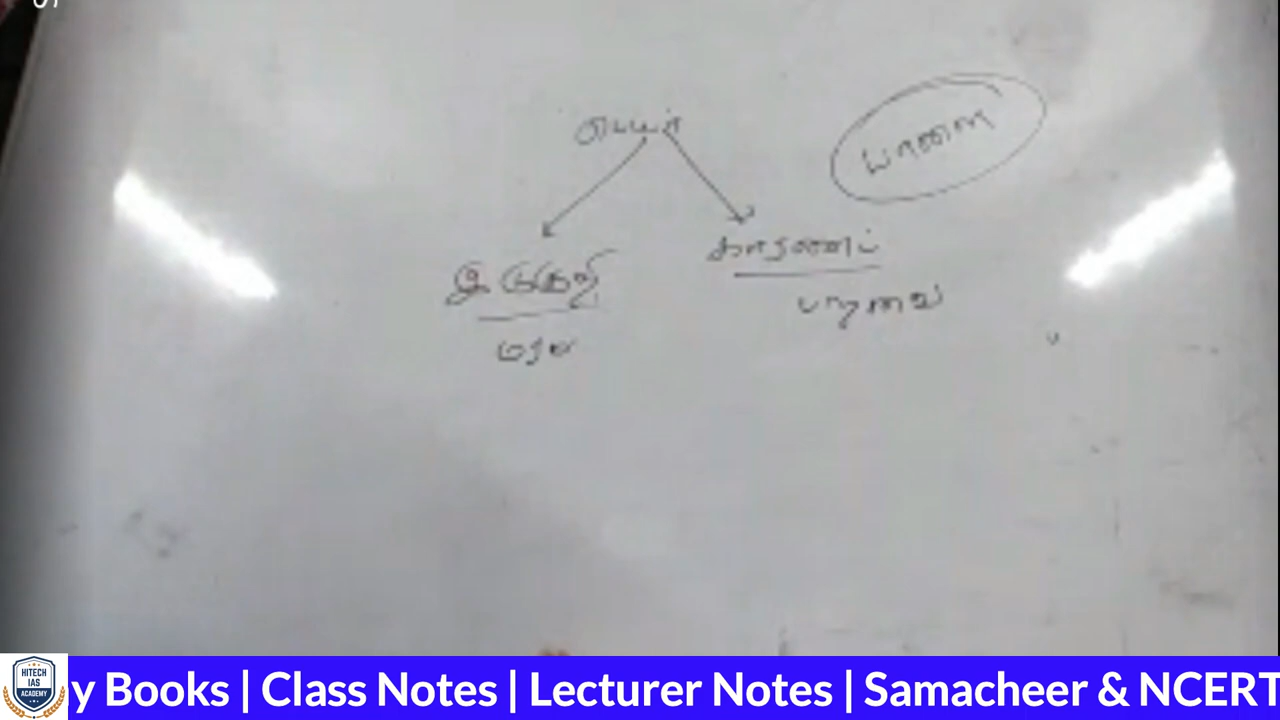 பெயர்
யானை
இடுகுறி
காரணப்
மரம்
பறவை
HITECH
IAS
ACADEMY
y Books | Class Notes | Lecturer Notes | Samacheer & NCERT